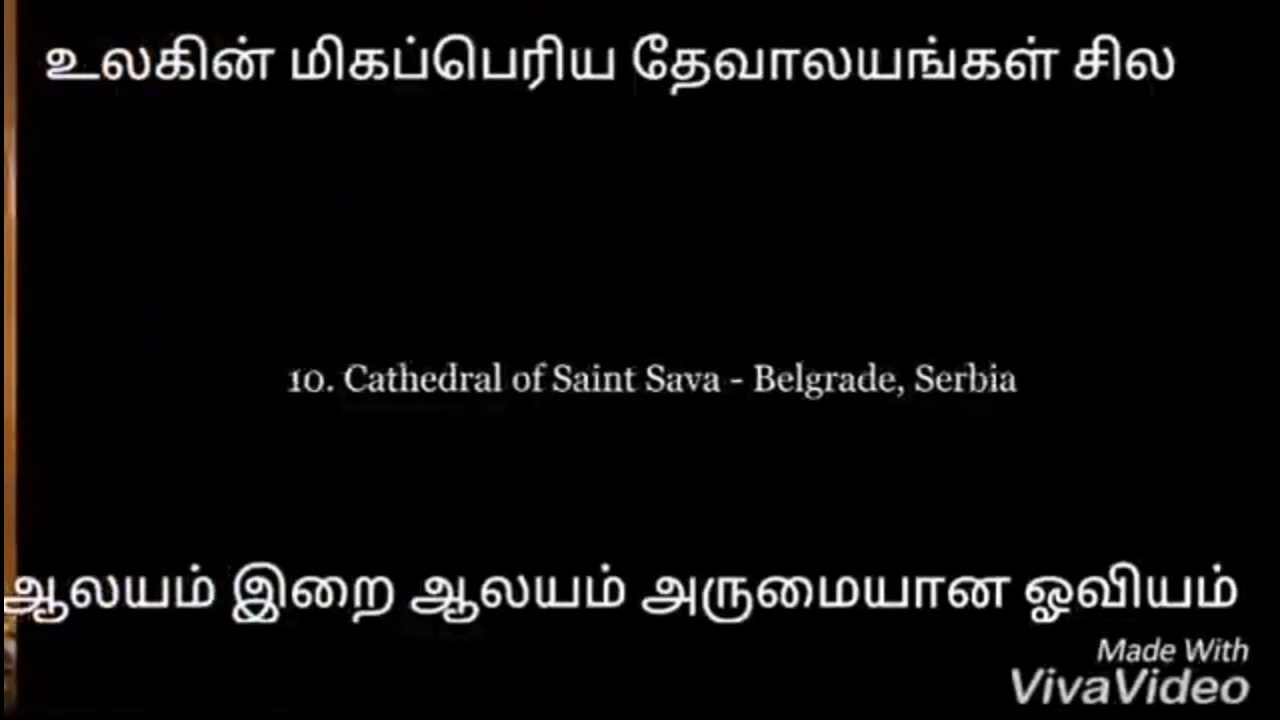 உலகின் மிகப்பெரிய தேவாலயங்கள் சில
10. Cathedral of Saint Sava - Belgrade, Serbia
ஆலயம் இறை ஆலயம் அருமையான ஓவியம்
Made With
VivaVideo